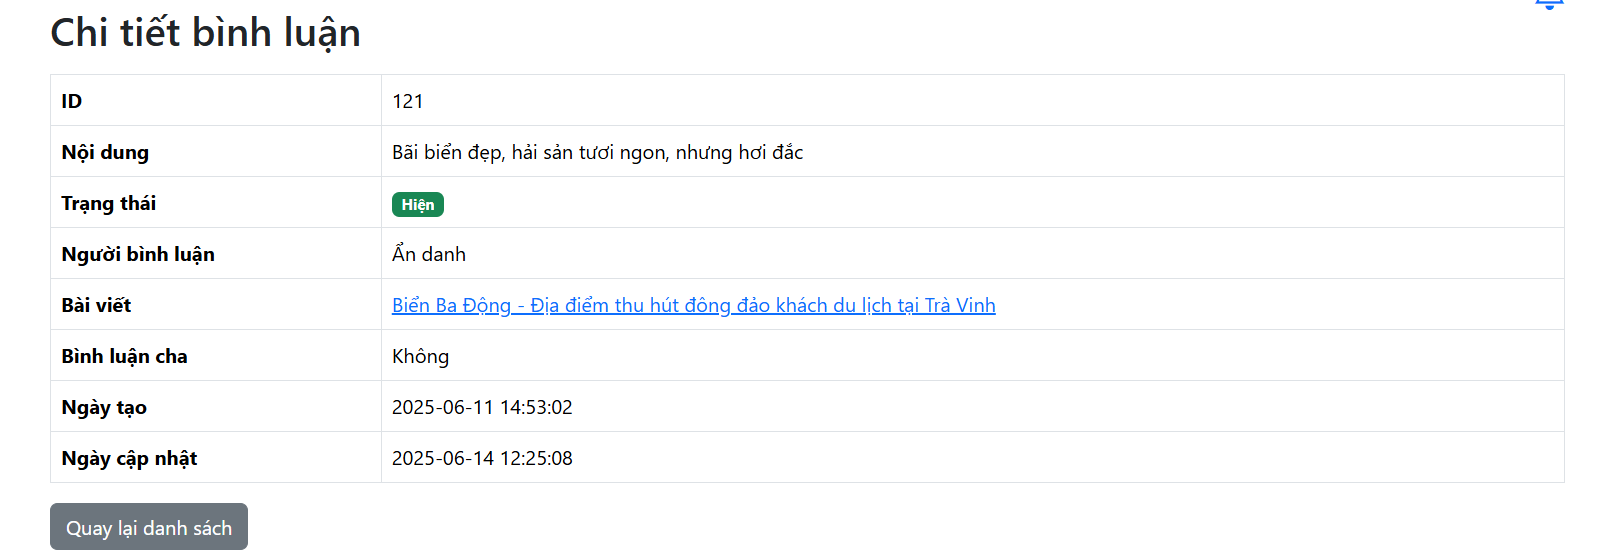 Chi tiết bình luận
ID 121
Nội dung Bãi biển đẹp, hải sản tươi ngon, nhưng hơi đắc
Trạng thái Hiện
Người bình luận Ẩn danh
Bài viết Biển Ba Động - Địa điểm thu hút đông đảo khách du lịch tại Trà Vinh
Bình luận cha Không
Ngày tạo 2025-06-11 14:53:02
Ngày cập nhật 2025-06-14 12:25:08
Quay lại danh sách